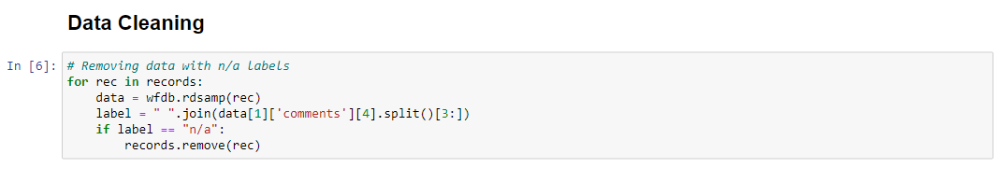 Data Cleaning
In [6]: # Removing data with n/a labels
for rec in records:
    data = wfdb.rdsamp(rec)
    label = " ".join(data[1]['comments'][4].split()[3:])
    if label == "n/a":
        records.remove(rec)